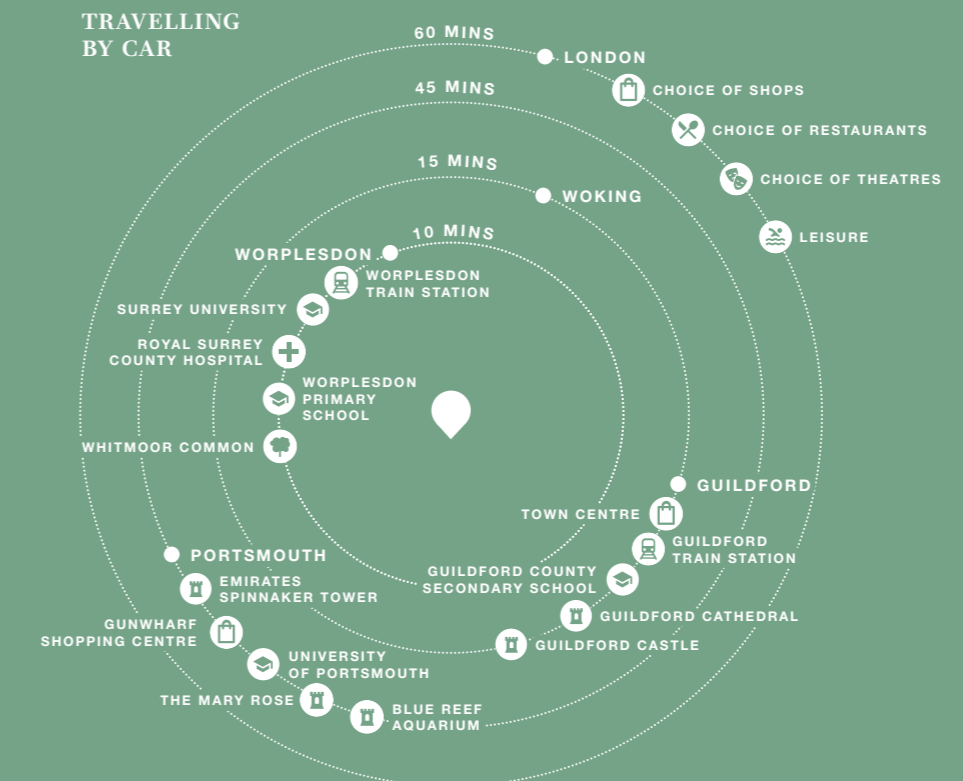 TRAVELLING
BY CAR
60 MINS
LONDON
CHOICE OF SHOPS
CHOICE OF RESTAURANTS
CHOICE OF THEATRES
LEISURE
45 MINS
15 MINS
WOKING
10 MINS
WORPLESDON
WORPLESDON
TRAIN STATION
SURREY UNIVERSITY
ROYAL SURREY
COUNTY HOSPITAL
WORPLESDON
PRIMARY
SCHOOL
WHITMOOR COMMON
GUILDFORD
TOWN CENTRE
GUILDFORD
TRAIN STATION
GUILDFORD COUNTY
SECONDARY SCHOOL
GUILDFORD CATHEDRAL
GUILDFORD CASTLE
PORTSMOUTH
EMIRATES
SPINNAKER TOWER
GUNWHARF
SHOPPING CENTRE
UNIVERSITY
OF PORTSMOUTH
THE MARY ROSE
BLUE REEF
AQUARIUM